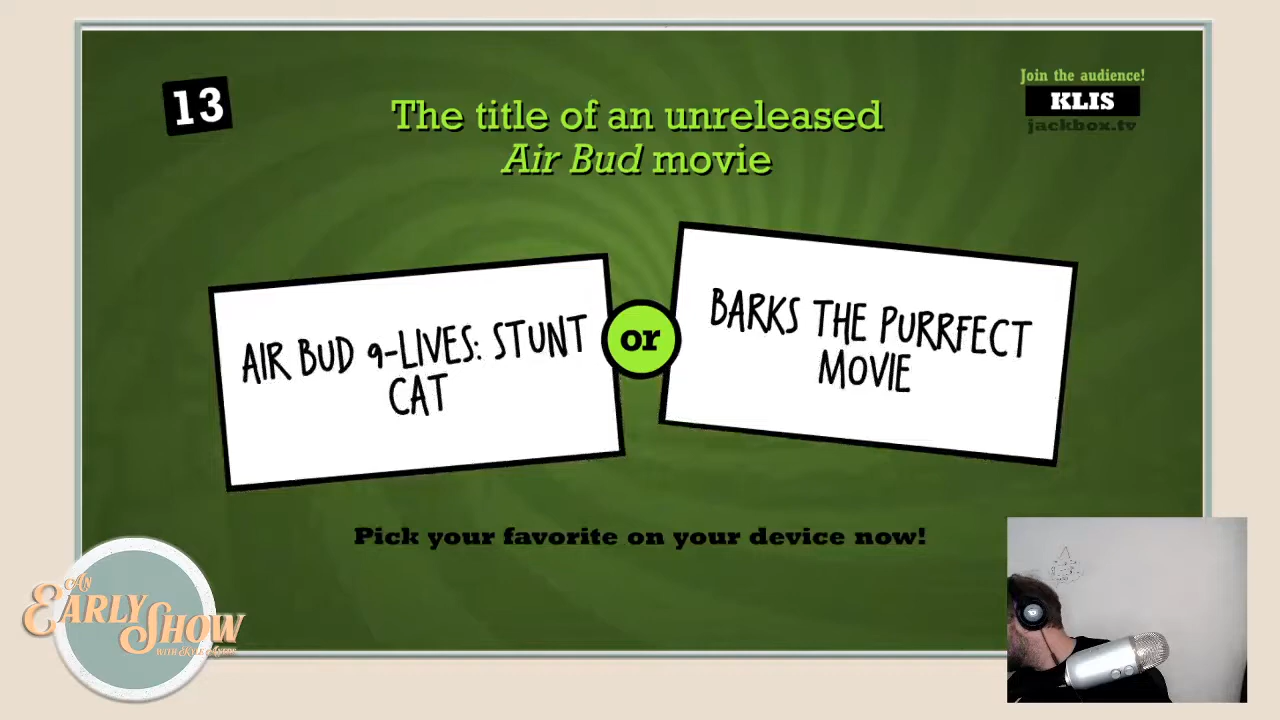 13
The title of an unreleased
Air Bud movie
Join the audience!
KLIS
jackbox.tv
AIR BUD 9-LIVES: STUNT
CAT
or
BARKS THE PURRFECT
MOVIE
Pick your favorite on your device now!
AN
EARLY
SHOW
WITH